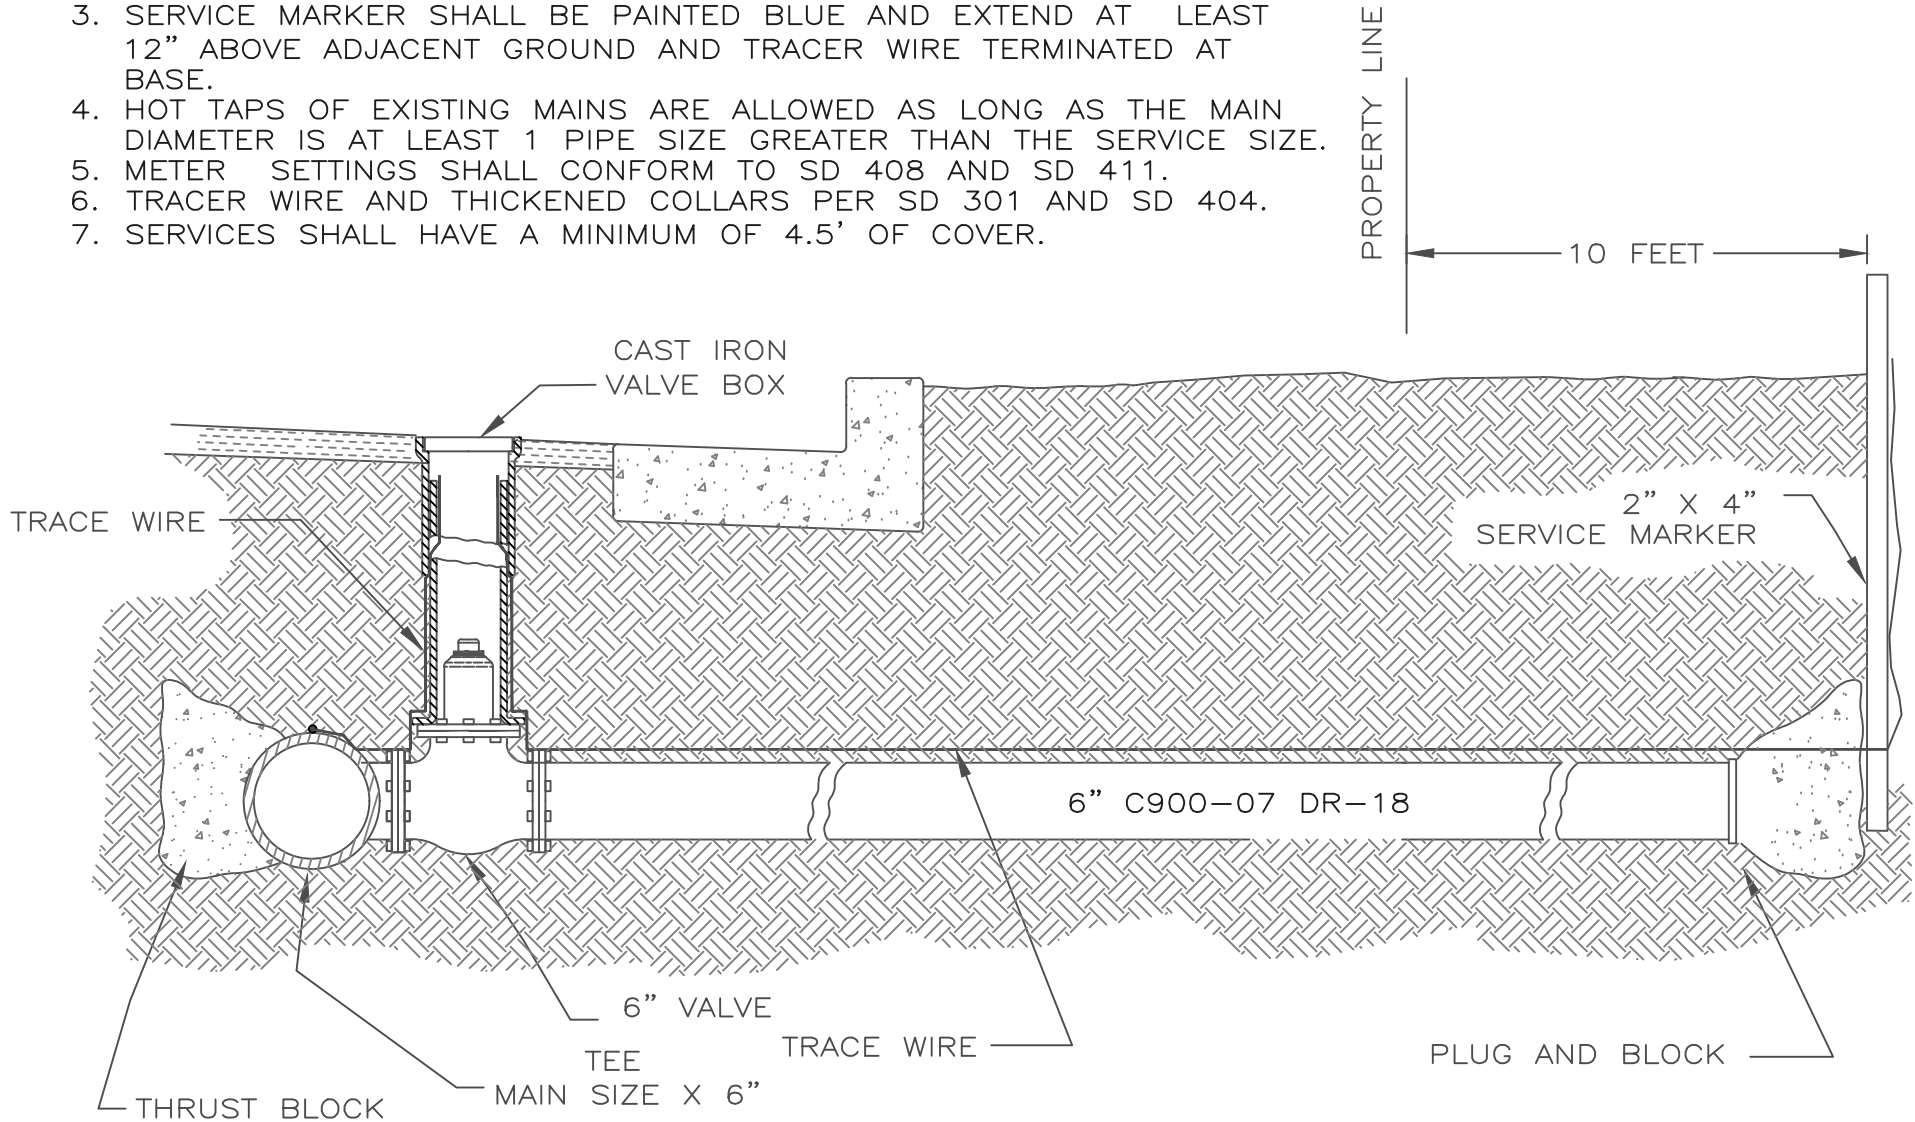 3. SERVICE MARKER SHALL BE PAINTED BLUE AND EXTEND AT LEAST
12" ABOVE ADJACENT GROUND AND TRACER WIRE TERMINATED AT
BASE.
4. HOT TAPS OF EXISTING MAINS ARE ALLOWED AS LONG AS THE MAIN
DIAMETER IS AT LEAST 1 PIPE SIZE GREATER THAN THE SERVICE SIZE.
5. METER SETTINGS SHALL CONFORM TO SD 408 AND SD 411.
6. TRACER WIRE AND THICKENED COLLARS PER SD 301 AND SD 404.
7. SERVICES SHALL HAVE A MINIMUM OF 4.5' OF COVER.
PROPERTY LINE
10 FEET
CAST IRON
VALVE BOX
TRACE WIRE
2" X 4"
SERVICE MARKER
6" C900-07 DR-18
6" VALVE
TRACE WIRE
TEE
MAIN SIZE X 6"
THRUST BLOCK
PLUG AND BLOCK